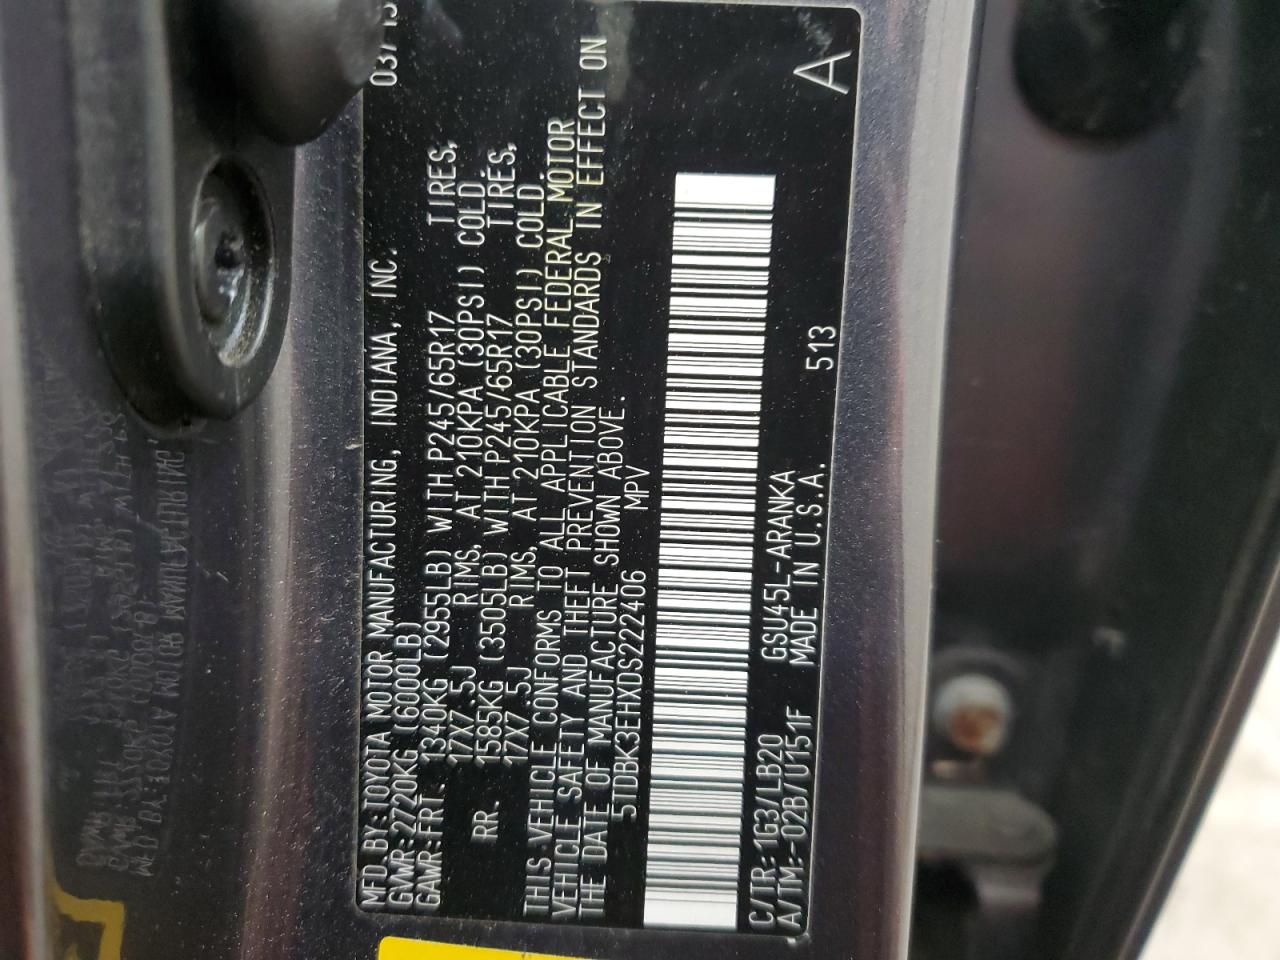 MFD.BY:TOYOTA MOTOR MANUFACTURING, INDIANA, INC. 03/13
GVWR:2720KG (6000LB)
GAWR:FRT. 1340KG (2955LB) WITH P245/65R17 TIRES,
17X7.5J RIMS, AT 210KPA (30PSI) COLD.
RR. 1585KG (3505LB) WITH P245/65R17 TIRES,
17X7.5J RIMS, AT 210KPA (30PSI) COLD.
THIS VEHICLE CONFORMS TO ALL APPLICABLE FEDERAL MOTOR
VEHICLE SAFETY AND THEFT PREVENTION STANDARDS IN EFFECT ON
THE DATE OF MANUFACTURE SHOWN ABOVE.
5TDBK3EHXDS222406 MPV
C/TR:1G3/LB20 GSU45L-ARANKA A
A/TM:-02B/U151F MADE IN U.S.A. 513